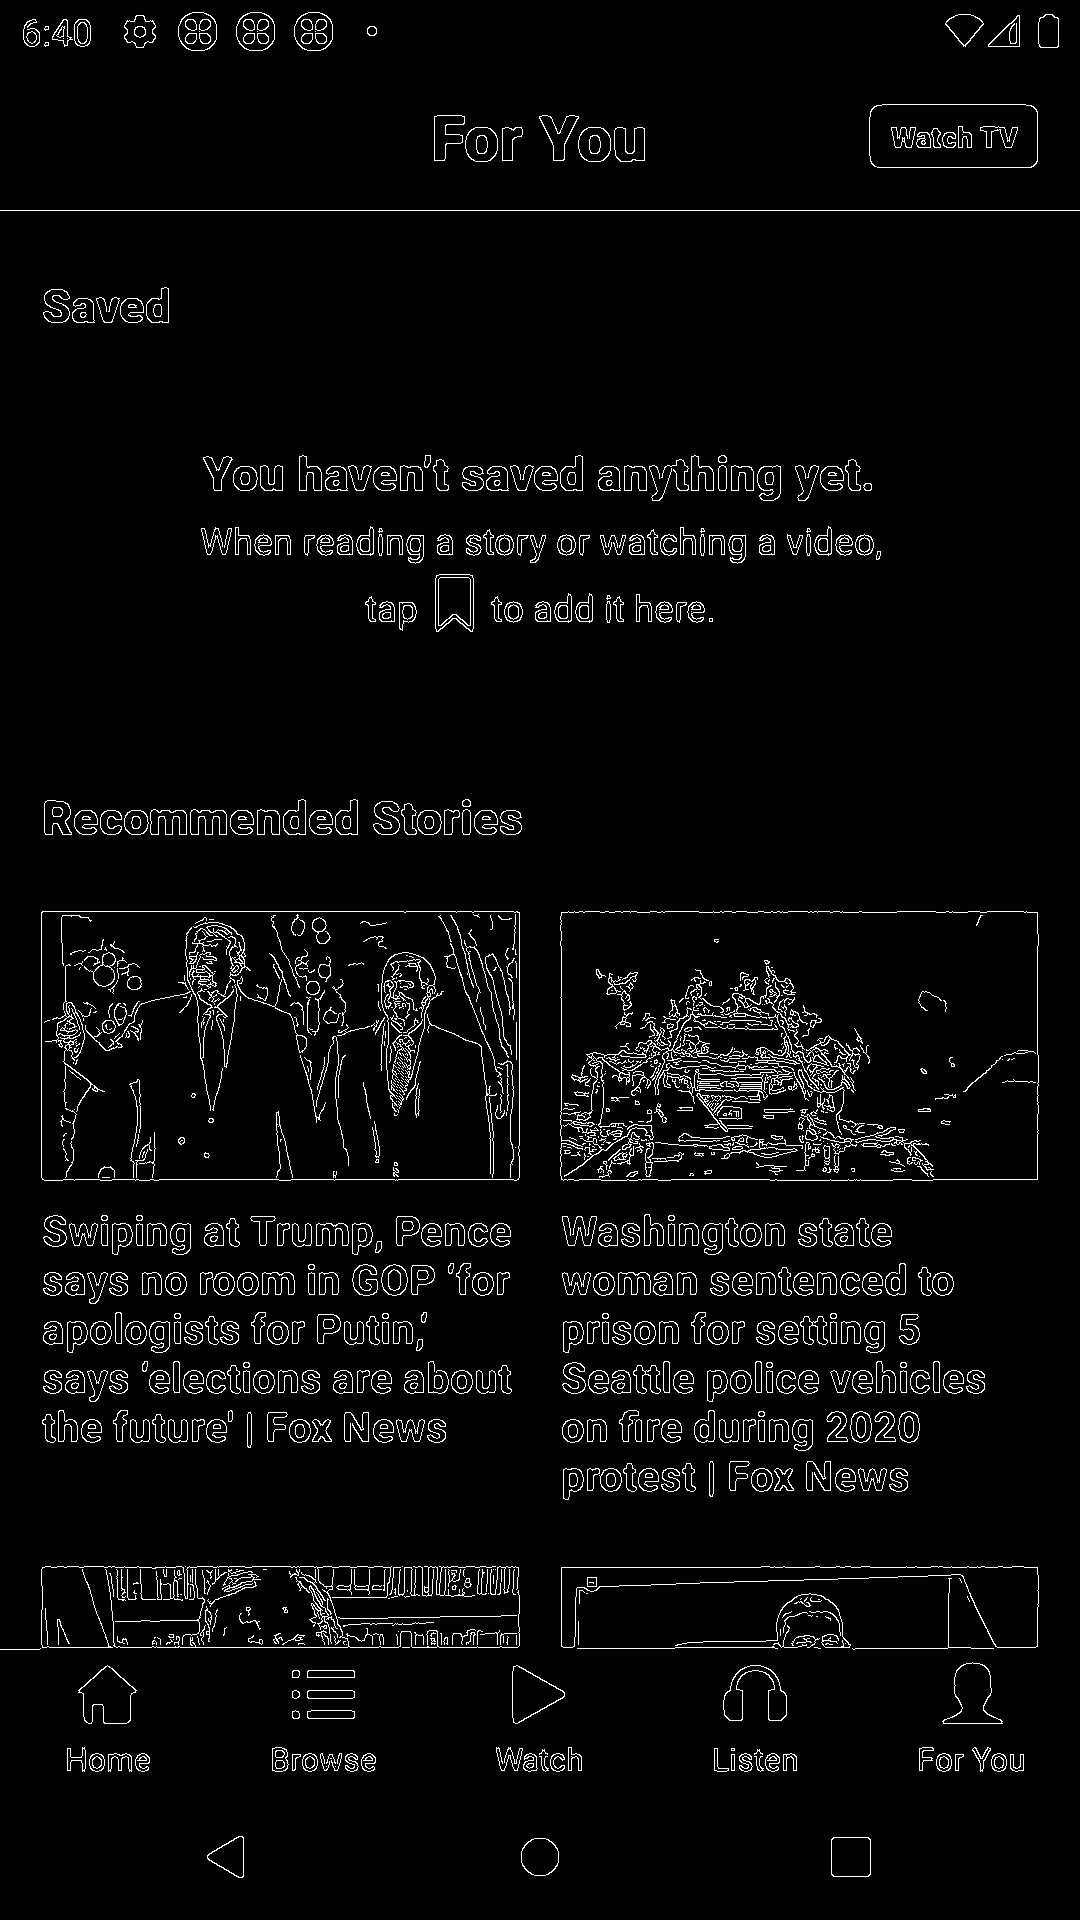 6:40
For You
Watch TV
Saved
You haven't saved anything yet.
When reading a story or watching a video,
tap to add it here.
Recommended Stories
Swiping at Trump, Pence
says no room in GOP 'for
apologists for Putin,'
says 'elections are about
the future' | Fox News
Washington state
woman sentenced to
prison for setting 5
Seattle police vehicles
on fire during 2020
protest | Fox News
Home
Browse
Watch
Listen
For You